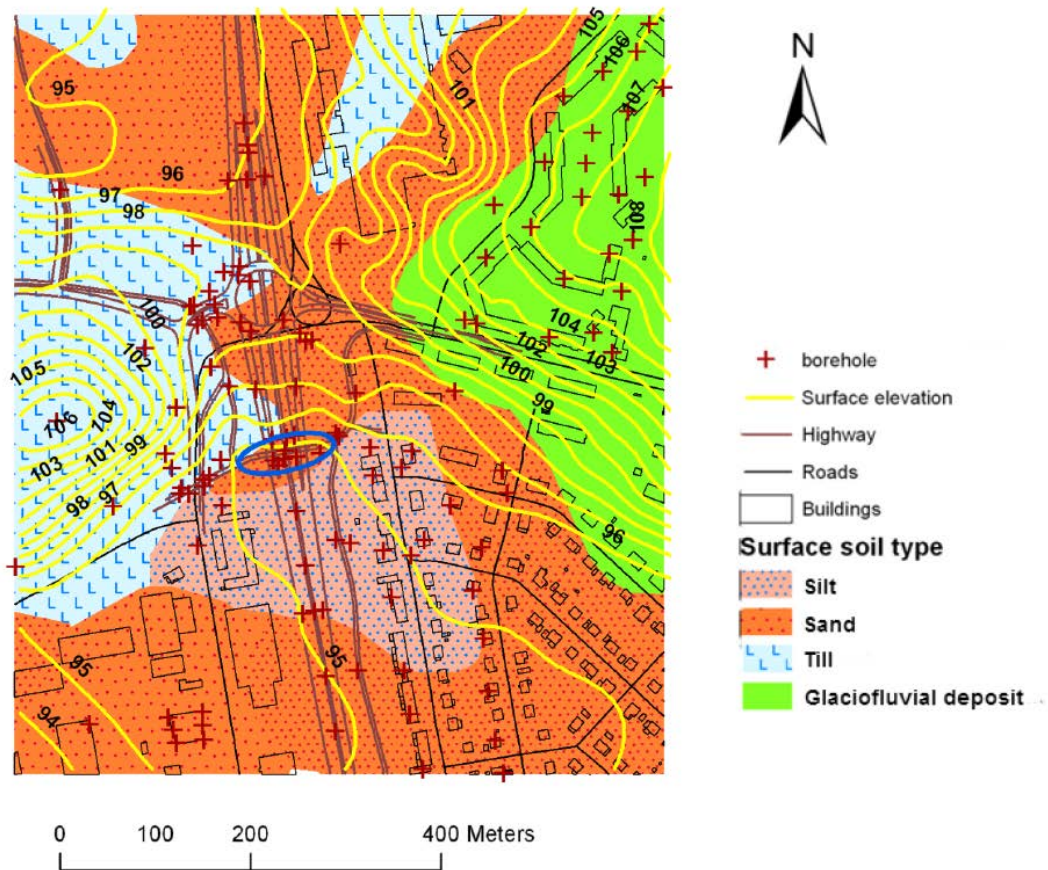 105
106
101
107
95
96
97
98
108
100
102
105
104
106
103
101
99
98
97
104
102
103
100
99
96
95
95
94
N
borehole
Surface elevation
Highway
Roads
Buildings
Surface soil type
Silt
Sand
Till
Glaciofluvial deposit
0 100 200 400 Meters